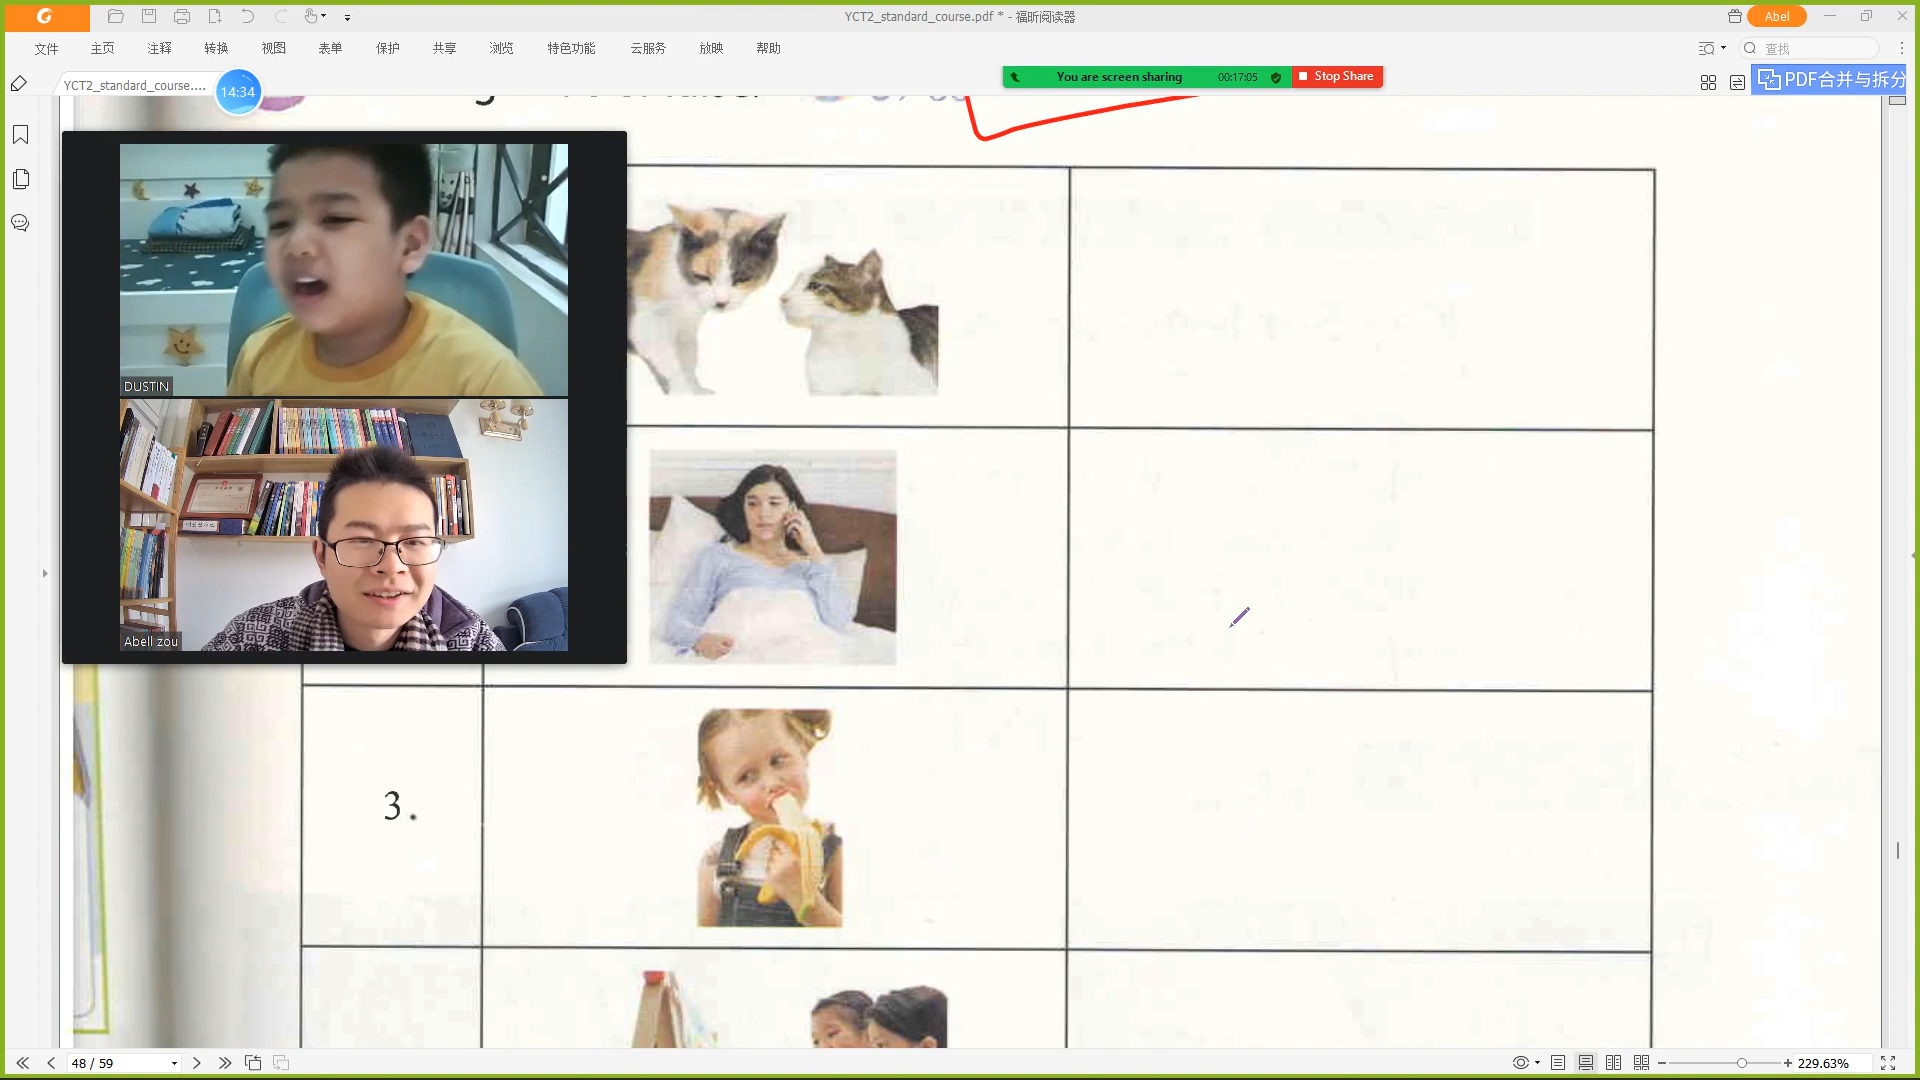 YCT2_standard_course.pdf * - 福昕阅读器
Abel
文件 主页 注释 转换 视图 表单 保护 共享 浏览 特色功能 云服务 放映 帮助
查找
YCT2_standard_course....
14:34
You are screen sharing 00:17:05 Stop Share
PDF合并与拆分
DUSTIN
Abell zou
3.
48 / 59
229.63%